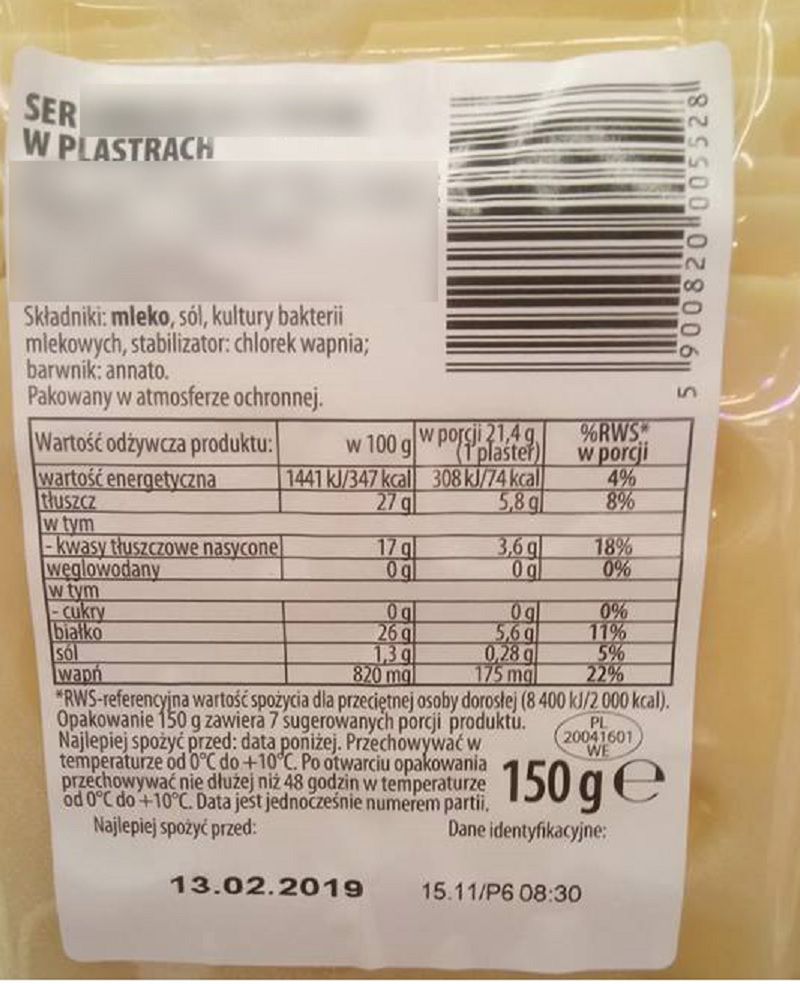 SER
W PLASTRACH
Składniki: mleko, sól, kultury bakterii
mlekowych, stabilizator: chlorek wapnia;
barwnik: annato.
Pakowany w atmosferze ochronnej.
5 900820 005528
Wartość odżywcza produktu: w 100 g w porcji 21,4 g (1 plaster) %RWS* w porcji
wartość energetyczna 1441 kJ/347 kcal 308 kJ/74 kcal 4%
tłuszcz 27 g 5,8 g 8%
w tym
- kwasy tłuszczowe nasycone 17 g 3,6 g 18%
węglowodany 0 g 0 g 0%
w tym
- cukry 0 g 0 g 0%
białko 26 g 5,6 g 11%
sól 1,3 g 0,28 g 5%
wapń 820 mg 175 mg 22%
*RWS-referencyjna wartość spożycia dla przeciętnej osoby dorosłej (8 400 kJ/2 000 kcal).
Opakowanie 150 g zawiera 7 sugerowanych porcji produktu.
Najlepiej spożyć przed: data poniżej. Przechowywać w
temperaturze od 0°C do +10°C. Po otwarciu opakowania
przechowywać nie dłużej niż 48 godzin w temperaturze
od 0°C do +10°C. Data jest jednocześnie numerem partii.
PL
20041601
WE
150 g e
Najlepiej spożyć przed: Dane identyfikacyjne:
13.02.2019 15.11/P6 08:30